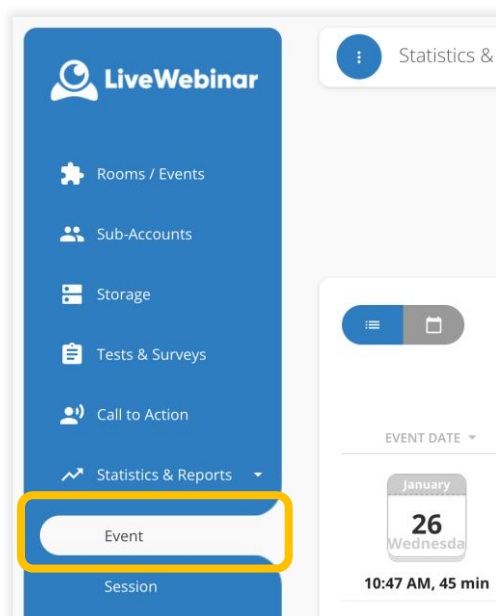 LiveWebinar
Statistics &
Rooms / Events
Sub-Accounts
Storage
Tests & Surveys
Call to Action
Statistics & Reports
Event
Session
EVENT DATE
January
26
Wednesda
10:47 AM, 45 min